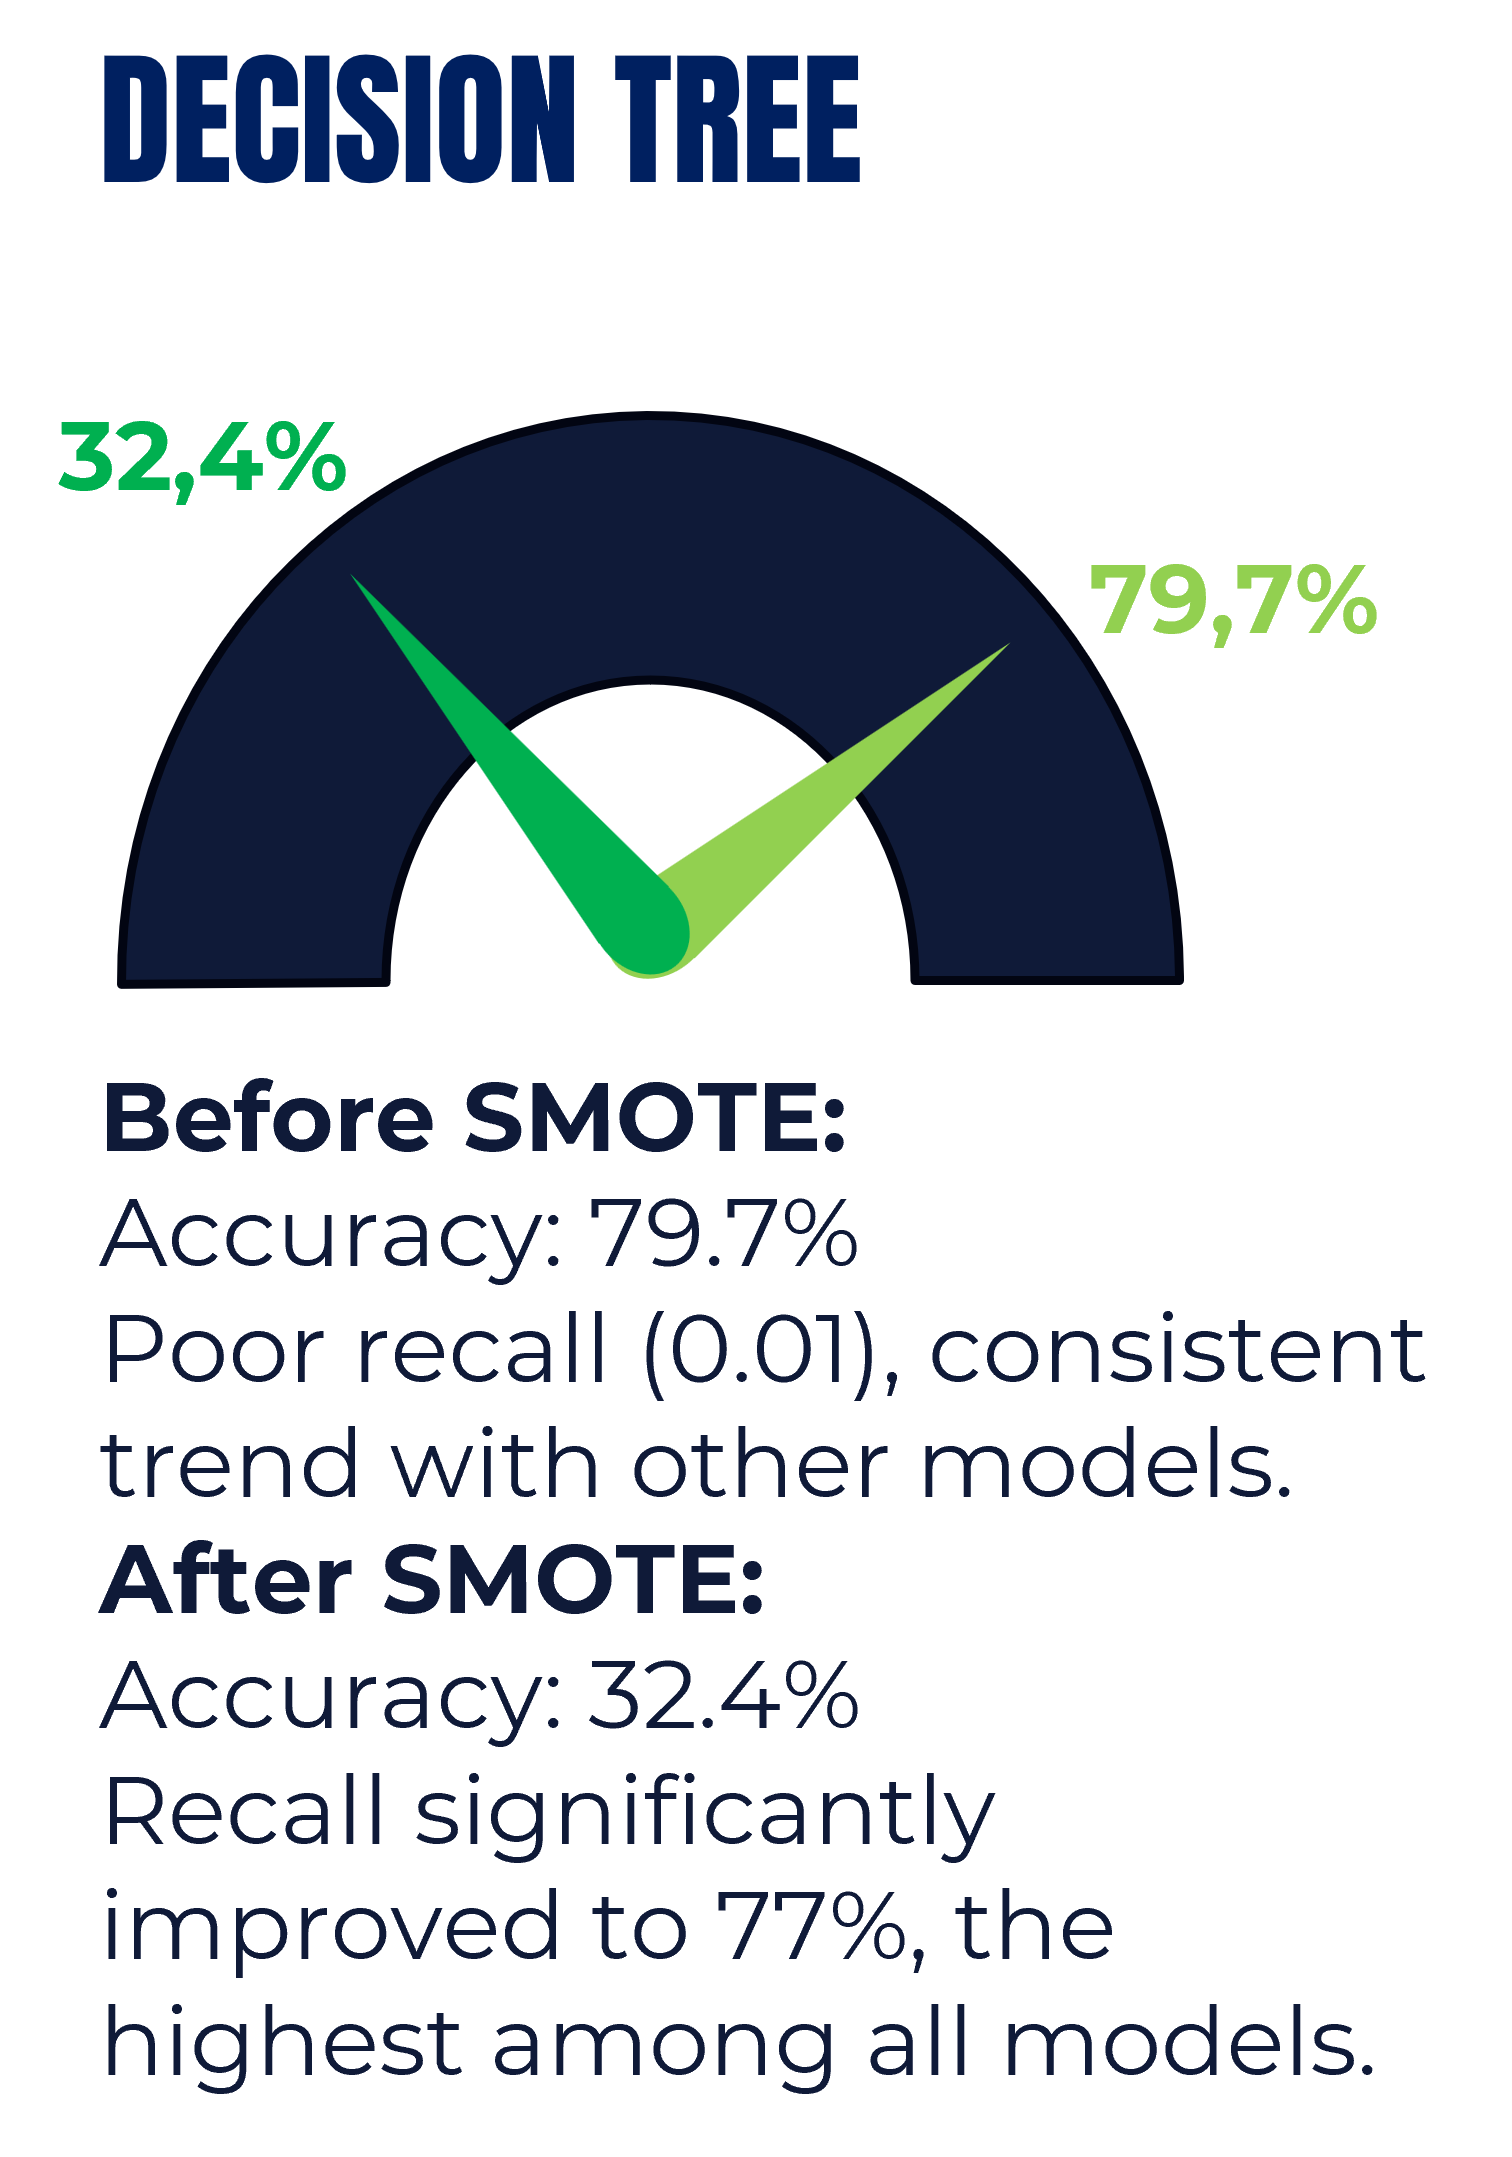 DECISION TREE
32,4%
79,7%
Before SMOTE:
Accuracy: 79.7%
Poor recall (0.01), consistent
trend with other models.
After SMOTE:
Accuracy: 32.4%
Recall significantly
improved to 77%, the
highest among all models.